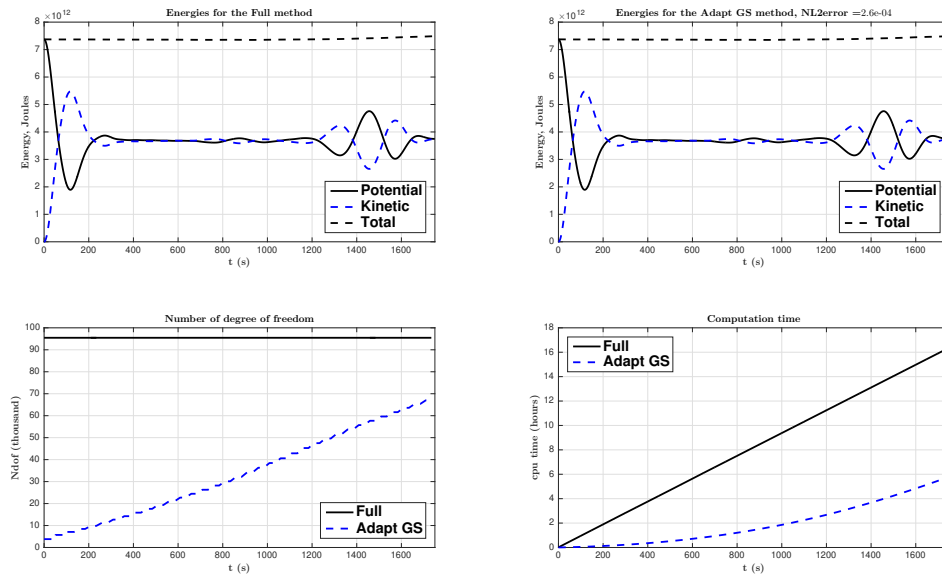 Energies for the Full method
×10^12
8
7
6
5
4
3
2
1
0
Energy, Joules
0 200 400 600 800 1000 1200 1400 1600
t (s)
Potential
Kinetic
Total
Energies for the Adapt GS method, NL2error =2.6e-04
×10^12
8
7
6
5
4
3
2
1
0
Energy, Joules
0 200 400 600 800 1000 1200 1400 1600
t (s)
Potential
Kinetic
Total
Number of degree of freedom
100
90
80
70
60
50
40
30
20
10
0
Ndof (thousand)
0 200 400 600 800 1000 1200 1400 1600
t (s)
Full
Adapt GS
Computation time
18
16
14
12
10
8
6
4
2
0
cpu time (hours)
0 200 400 600 800 1000 1200 1400 1600
t (s)
Full
Adapt GS